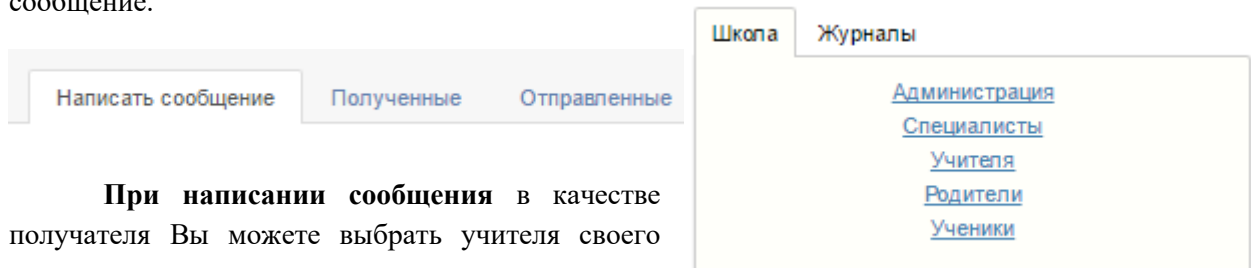 сообщение.
Написать сообщение Полученные Отправленные
При написании сообщения в качестве
получателя Вы можете выбрать учителя своего
Школа Журналы
Администрация
Специалисты
Учителя
Родители
Ученики